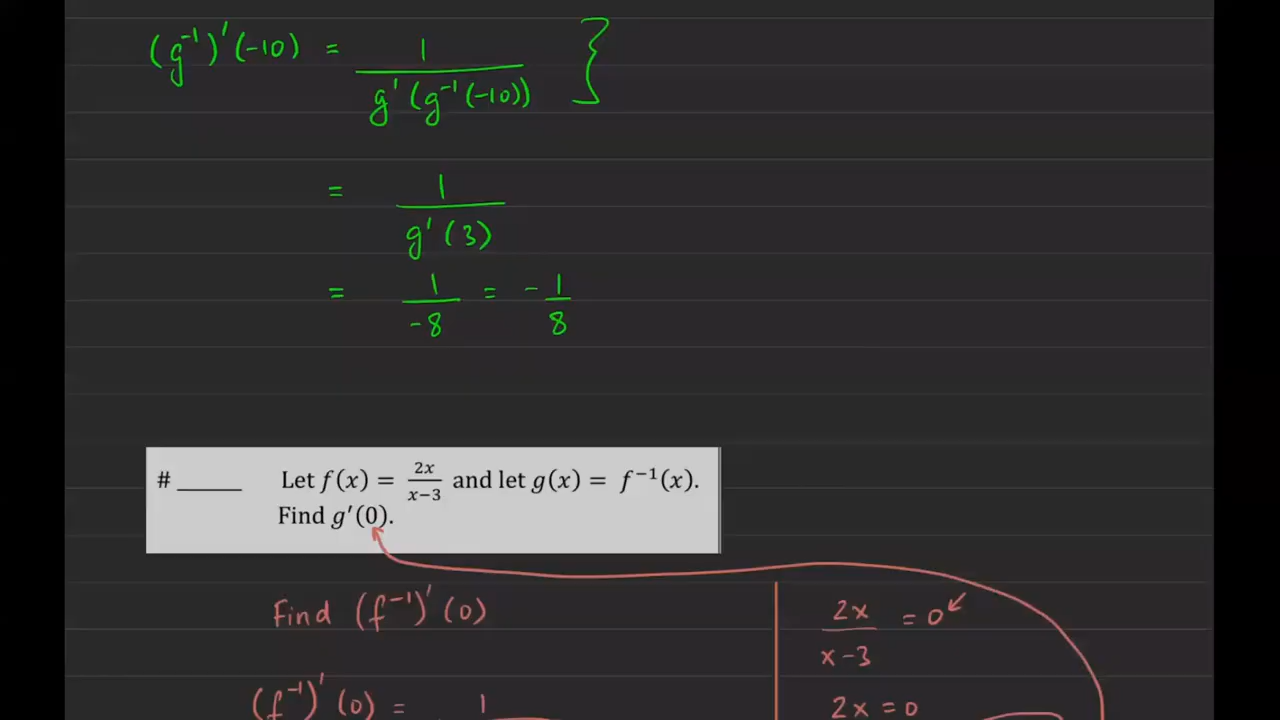 (g⁻¹)'(-10) = 1 / g'(g⁻¹(-10)) }
= 1 / g'(3)
= 1 / -8 = - 1 / 8
# _____ Let f(x) = 2x / x−3 and let g(x) = f⁻¹(x).
Find g'(0).
Find (f⁻¹)'(0)
(f⁻¹)'(0) = 1
2x / x-3 = 0
2x = 0